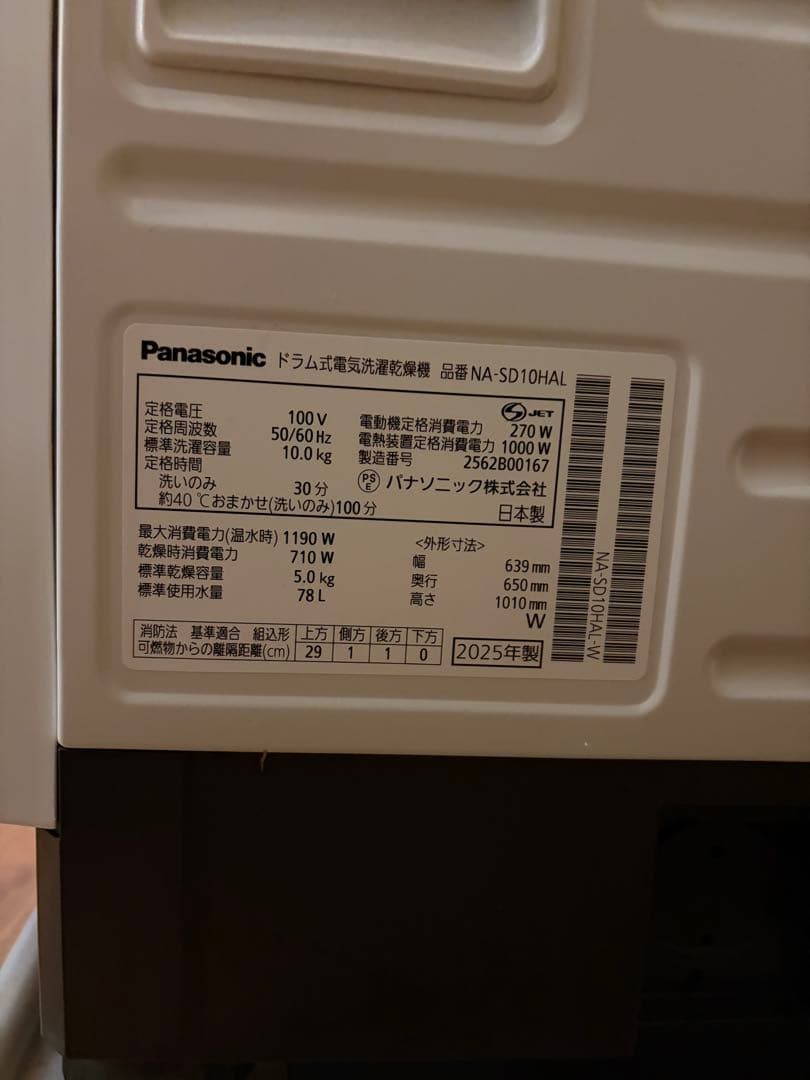 Panasonic ドラム式電気洗濯乾燥機 品番 NA-SD10HAL
定格電圧 100 V
定格周波数 50/60 Hz
標準洗濯容量 10.0 kg
定格時間
洗いのみ 30 分
約40 ℃おまかせ(洗いのみ)100 分
JET
電動機定格消費電力 270 W
電熱装置定格消費電力 1000 W
製造番号 2562B00167
PSE パナソニック株式会社
日本製
最大消費電力(温水時) 1190 W
乾燥時消費電力 710 W
標準乾燥容量 5.0 kg
標準使用水量 78 L
<外形寸法>
幅 639 mm
奥行 650 mm
高さ 1010 mm
W
消防法 基準適合 組込形 上方 側方 後方 下方
可燃物からの離隔距離(cm) 29 1 1 0
2025年製
NA-SD10HAL-W